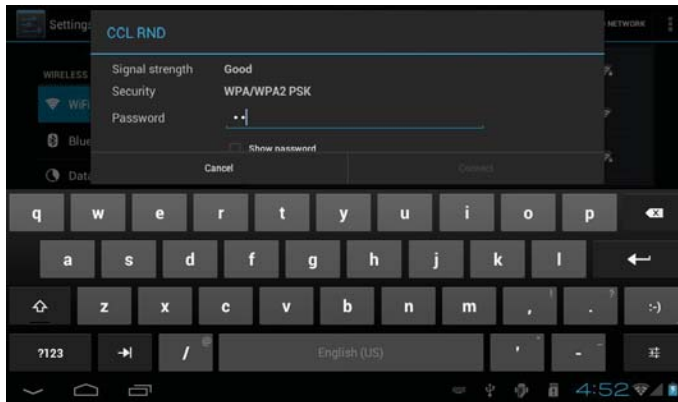 Settings
CCL RND
NETWORK
WIRELESS
Signal strength Good
Security WPA/WPA2 PSK
WiFi
Password ••
Blue
Show password
Data
Cancel Connect
q w e r t y u i o p
a s d f g h j k l
z x c v b n m , ! . ? :-)
?123 / @ English (US) ' " - _
4:52